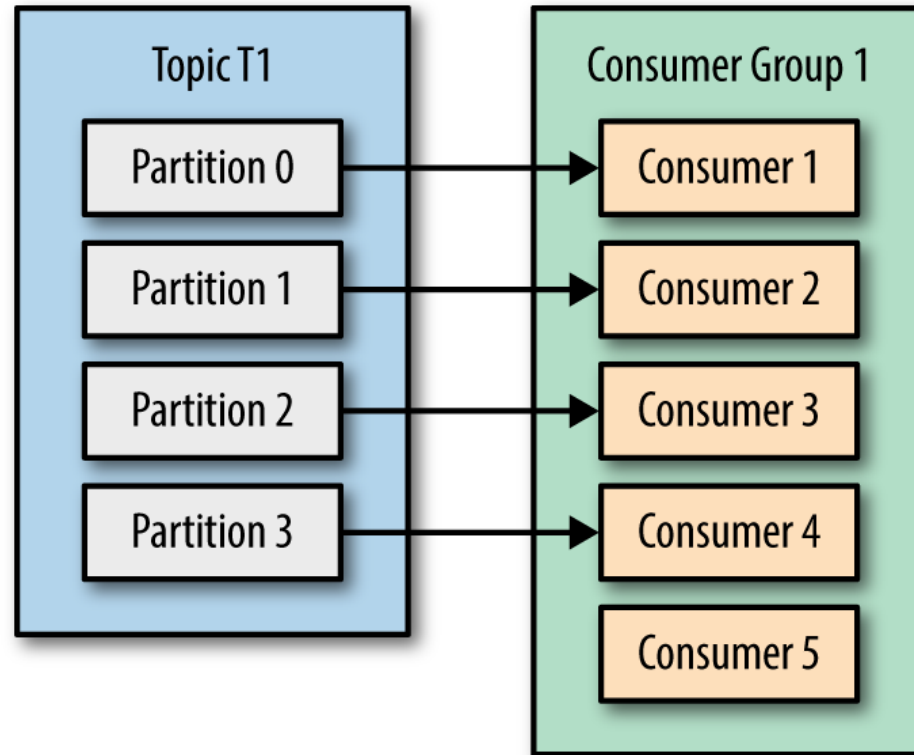 Topic T1
Partition 0
Partition 1
Partition 2
Partition 3
Consumer Group 1
Consumer 1
Consumer 2
Consumer 3
Consumer 4
Consumer 5